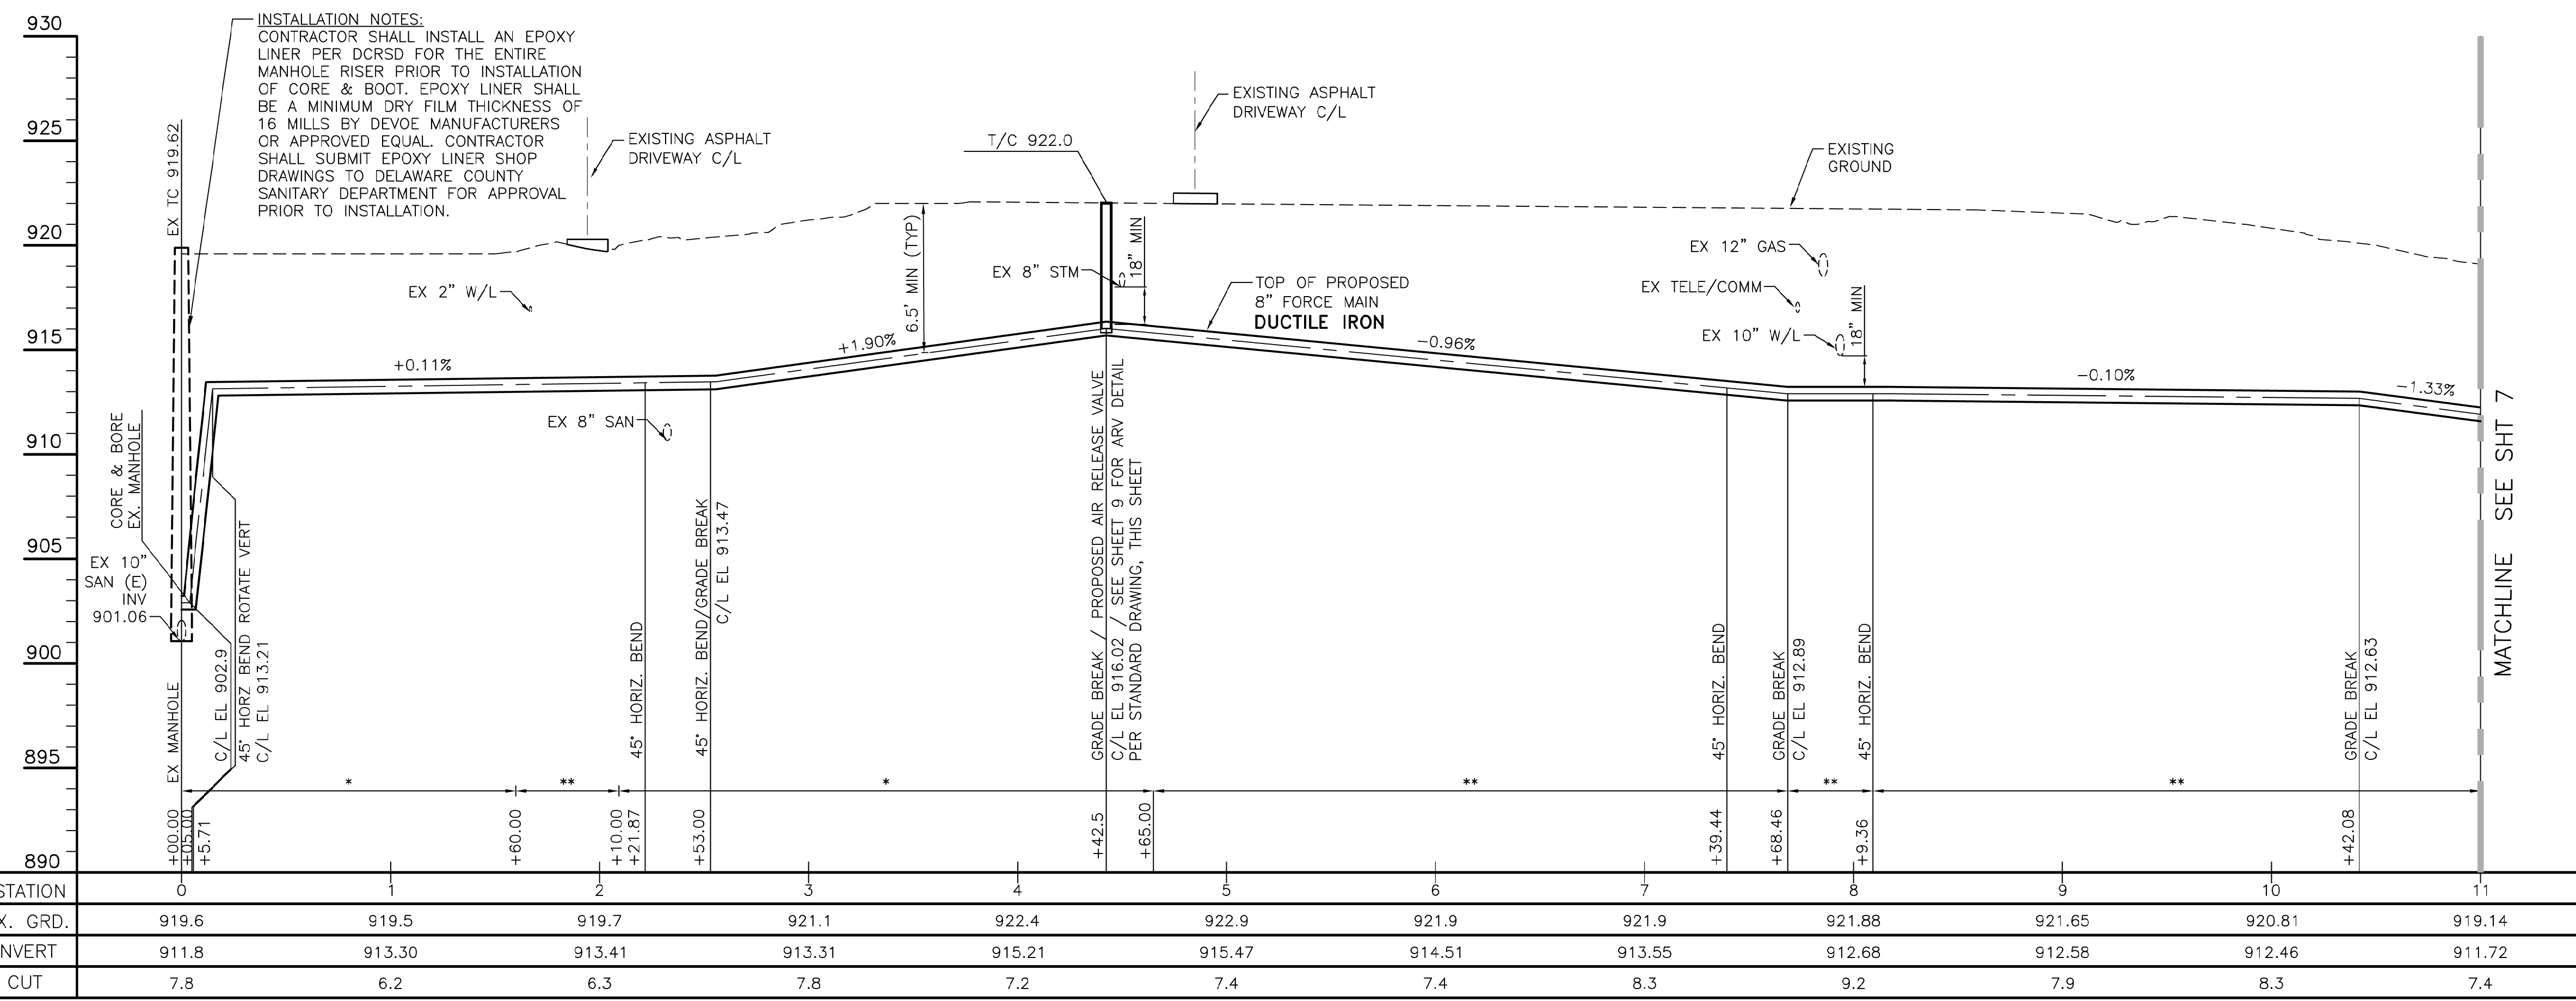 930
925
920
915
910
905
900
895
890
INSTALLATION NOTES:
CONTRACTOR SHALL INSTALL AN EPOXY
LINER PER DCRSD FOR THE ENTIRE
MANHOLE RISER PRIOR TO INSTALLATION
OF CORE & BOOT. EPOXY LINER SHALL
BE A MINIMUM DRY FILM THICKNESS OF
16 MILLS BY DEVOE MANUFACTURERS
OR APPROVED EQUAL. CONTRACTOR
SHALL SUBMIT EPOXY LINER SHOP
DRAWINGS TO DELAWARE COUNTY
SANITARY DEPARTMENT FOR APPROVAL
PRIOR TO INSTALLATION.
EX TC 919.62
EXISTING ASPHALT
DRIVEWAY C/L
T/C 922.0
EXISTING ASPHALT
DRIVEWAY C/L
EXISTING
GROUND
EX 2" W/L
6.5' MIN (TYP)
EX 8" STM
18" MIN
TOP OF PROPOSED
8" FORCE MAIN
DUCTILE IRON
EX 12" GAS
EX TELE/COMM
EX 10" W/L
18" MIN
+0.11%
+1.90%
-0.96%
-0.10%
-1.33%
EX 8" SAN
CORE & BORE
EX. MANHOLE
EX 10"
SAN (E)
INV
901.06
EX MANHOLE
C/L EL 902.9
45° HORZ BEND ROTATE VERT
C/L EL 913.21
45° HORIZ. BEND
45° HORIZ. BEND/GRADE BREAK
C/L EL 913.47
GRADE BREAK / PROPOSED AIR RELEASE VALVE
C/L EL 916.02 / SEE SHEET 9 FOR ARV DETAIL
PER STANDARD DRAWING, THIS SHEET
45° HORIZ. BEND
GRADE BREAK
C/L EL 912.89
45° HORIZ. BEND
GRADE BREAK
C/L EL 912.63
MATCHLINE SEE SHT 7
* ** * ** ** **
+00.00
+05.00
+5.71
+60.00
+10.00
+21.87
+53.00
+42.5
+65.00
+39.44
+68.46
+9.36
+42.08
STATION 0 1 2 3 4 5 6 7 8 9 10 11
X. GRD. 919.6 919.5 919.7 921.1 922.4 922.9 921.9 921.9 921.88 921.65 920.81 919.14
NVERT 911.8 913.30 913.41 913.31 915.21 915.47 914.51 913.55 912.68 912.58 912.46 911.72
CUT 7.8 6.2 6.3 7.8 7.2 7.4 7.4 8.3 9.2 7.9 8.3 7.4